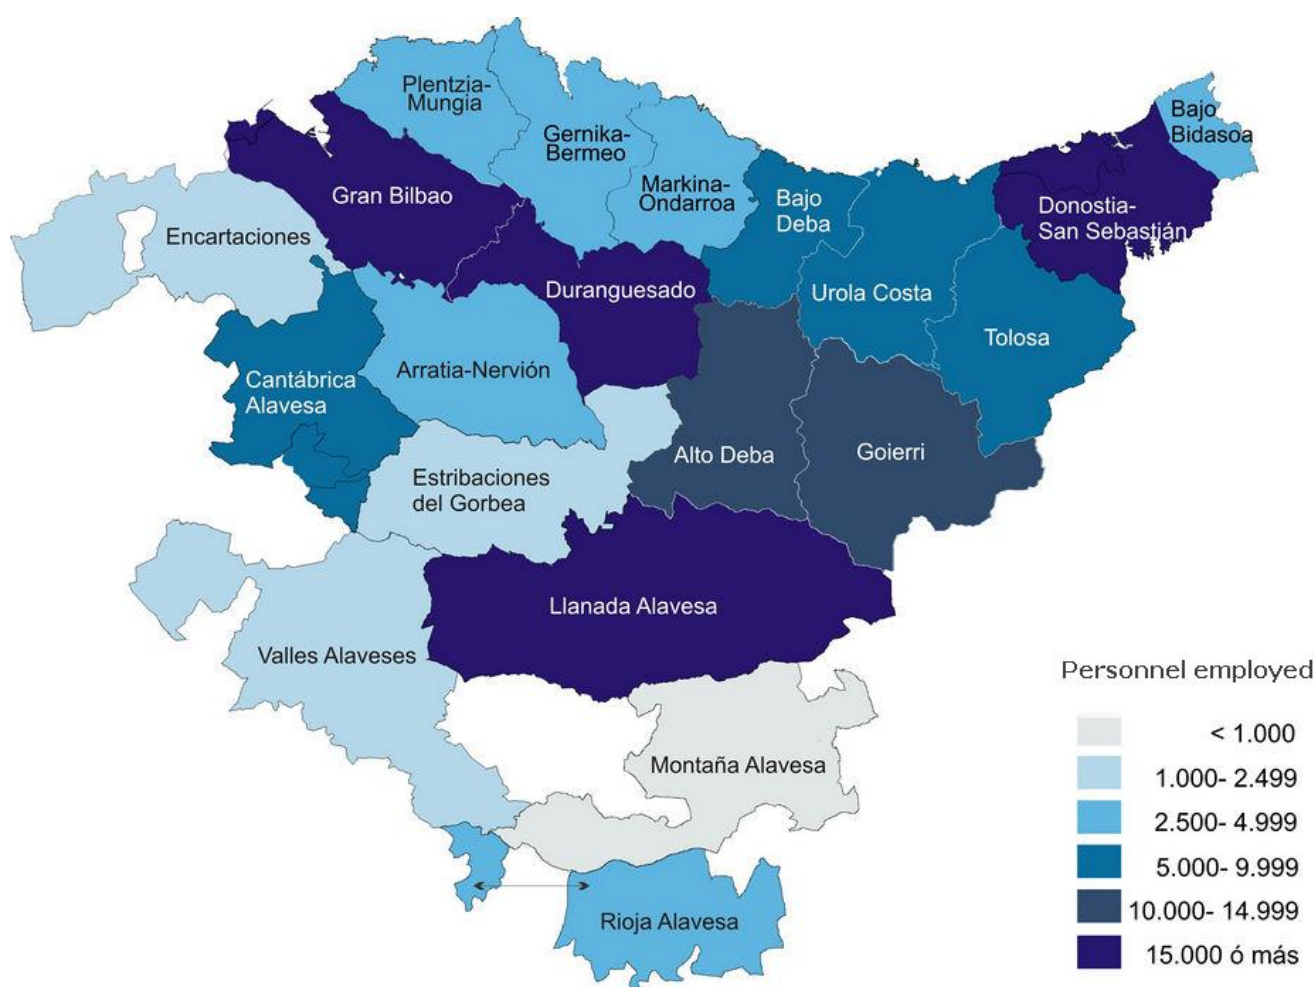 Plentzia-
Mungia
Gernika-
Bermeo
Markina-
Ondarroa
Bajo
Bidasoa
Gran Bilbao
Bajo
Deba
Donostia-
San Sebastián
Encartaciones
Duranguesado
Urola Costa
Tolosa
Arratia-Nervión
Cantábrica
Alavesa
Alto Deba
Goierri
Estribaciones
del Gorbea
Llanada Alavesa
Valles Alaveses
Montaña Alavesa
Rioja Alavesa
Personnel employed
< 1.000
1.000- 2.499
2.500- 4.999
5.000- 9.999
10.000- 14.999
15.000 ó más